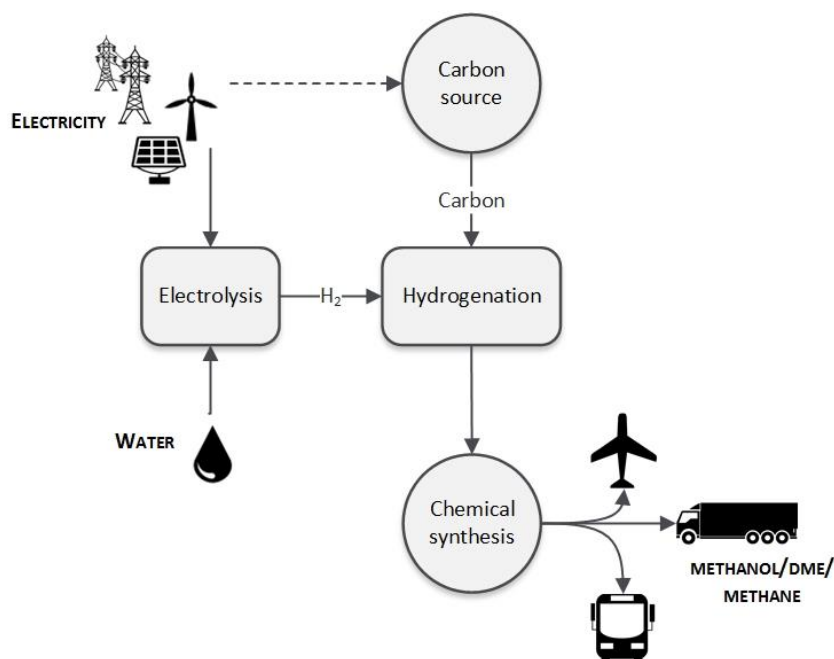 Carbon
source
ELECTRICITY
Carbon
Electrolysis
H₂
Hydrogenation
WATER
Chemical
synthesis
METHANOL/DME/
METHANE